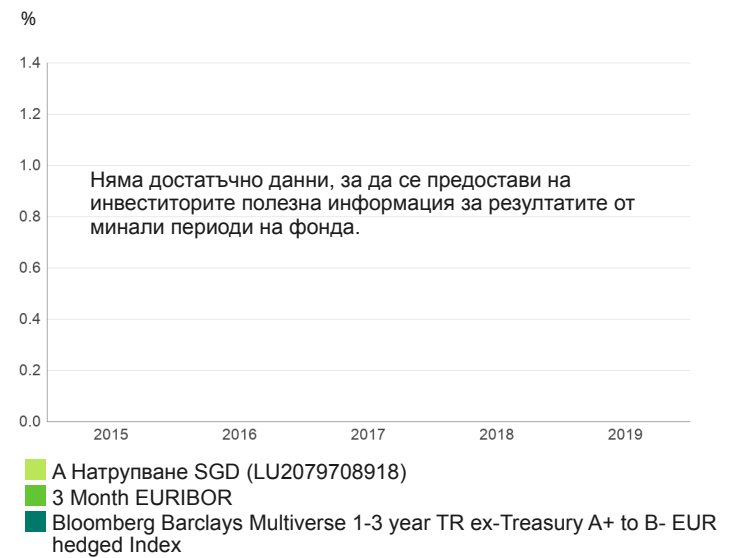 %
1.4
1.2
1.0
Няма достатъчно данни, за да се предостави на
инвеститорите полезна информация за резултатите от
минали периоди на фонда.
0.8
0.6
0.4
0.2
0.0
2015 2016 2017 2018 2019
А Натрупване SGD (LU2079708918)
3 Month EURIBOR
Bloomberg Barclays Multiverse 1-3 year TR ex-Treasury A+ to B- EUR
hedged Index